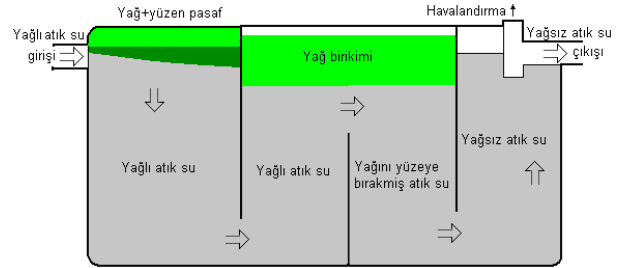 Yağ+yüzen pasaf
Havalandırma
Yağlı atık su
girişi
Yağsız atık su
çıkışı
Yağ birikimi
Yağlı atık su
Yağlı atık su
Yağını yüzeye
bırakmiş atık su
Yağsız atık su